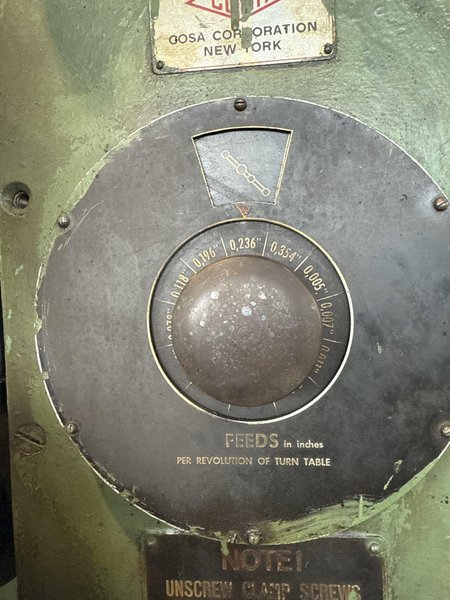 GOSA CORPORATION
NEW YORK
0,118" 0,196" 0,236" 0,354" 0,005" 0,007"
FEEDS in inches
PER REVOLUTION OF TURN TABLE
NOTE!
UNSCREW CLAMP SCREWS